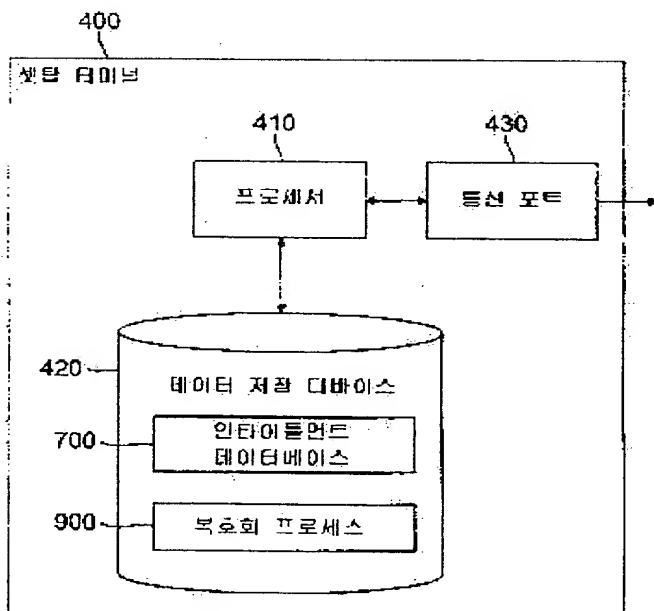 400
셋탑 터미널
410
430
프로세서
통신 포트
420
데이터 저장 디바이스
700
인타이틀먼트
데이터베이스
900
복호화 프로세스